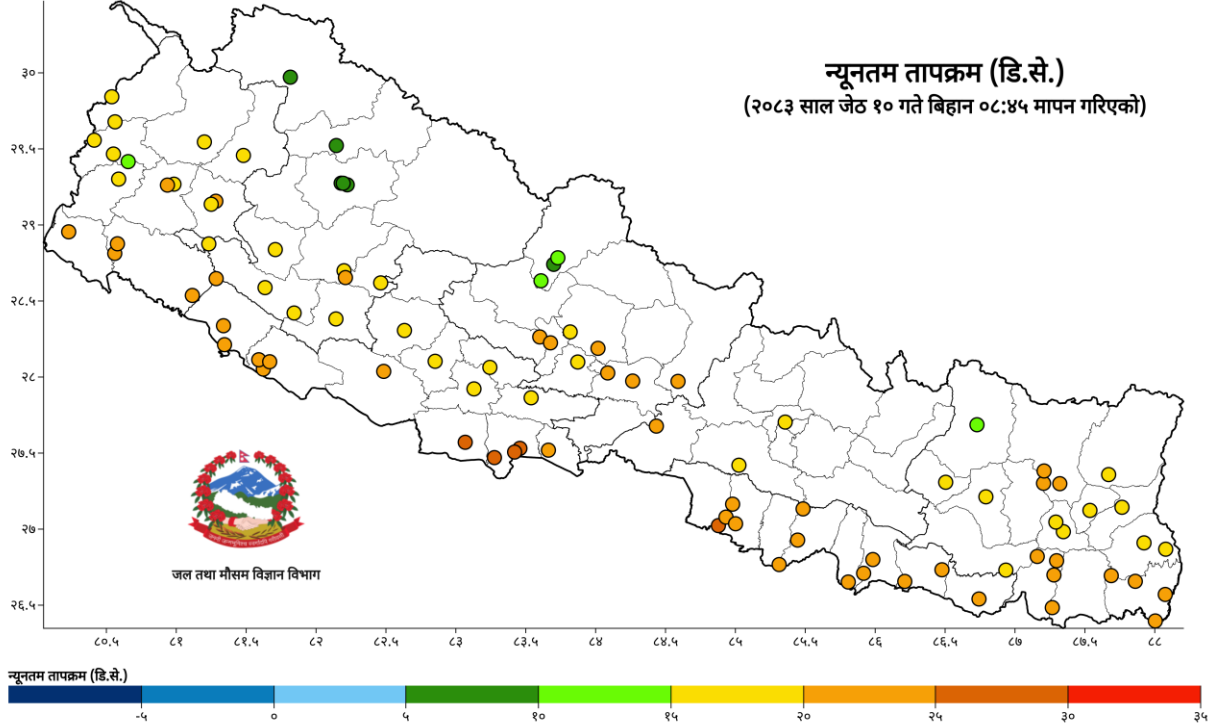 न्यूनतम तापक्रम (डि.से.)
(२०८३ साल जेठ १० गते बिहान ०८:४५ मापन गरिएको)
३०
२९.५
२९
२८.५
२८
२७.५
२७
२६.५
जल तथा मौसम विज्ञान विभाग
८०.५ ८१ ८१.५ ८२ ८२.५ ८३ ८३.५ ८४ ८४.५ ८५ ८५.५ ८६ ८६.५ ८७ ८७.५ ८८
न्यूनतम तापक्रम (डि.से.)
-५ ० ५ १० १५ २० २५ ३० ३५